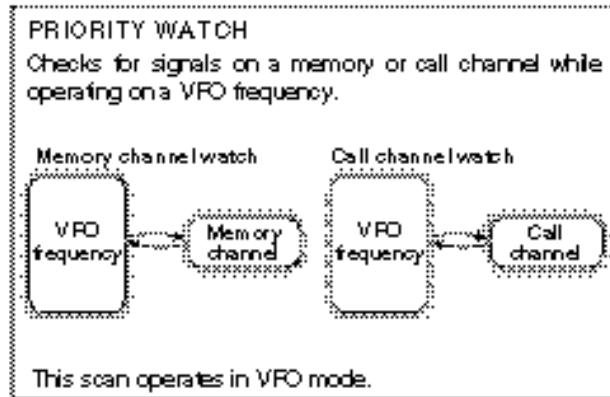 PRIORITY WATCH
Checks for signals on a memory or call channel while
operating on a VFO frequency.
Memory channel watch
Call channel watch
VFO
frequency
Memory
channel
VFO
frequency
Call
channel
This scan operates in VFO mode.